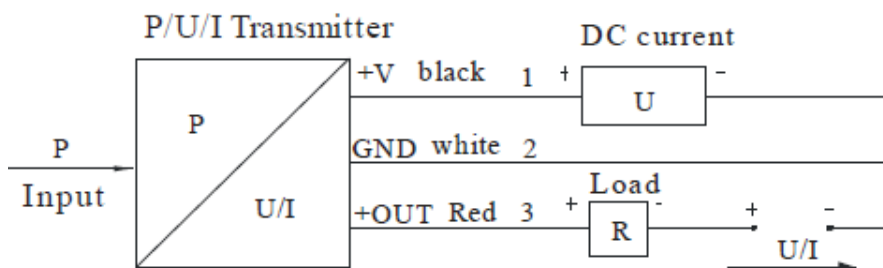 P/U/I Transmitter
DC current
+V black 1 + U -
P
P
Input
GND white 2
Load
U/I
+OUT Red 3 + R - + -
U/I